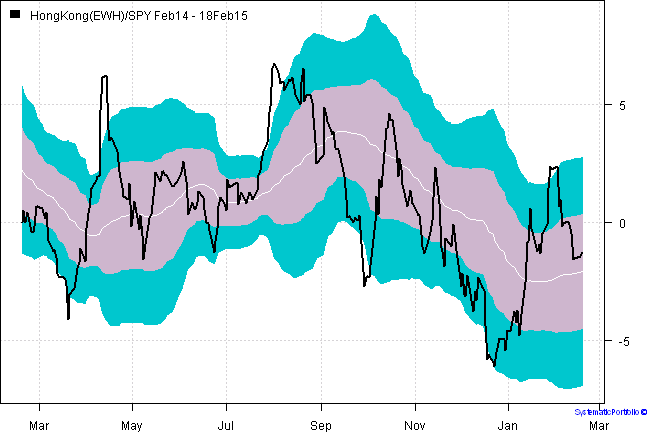 HongKong(EWH)/SPY Feb14 - 18Feb15
5
0
-5
SystematicPortfolio ©
Mar May Jul Sep Nov Jan Mar